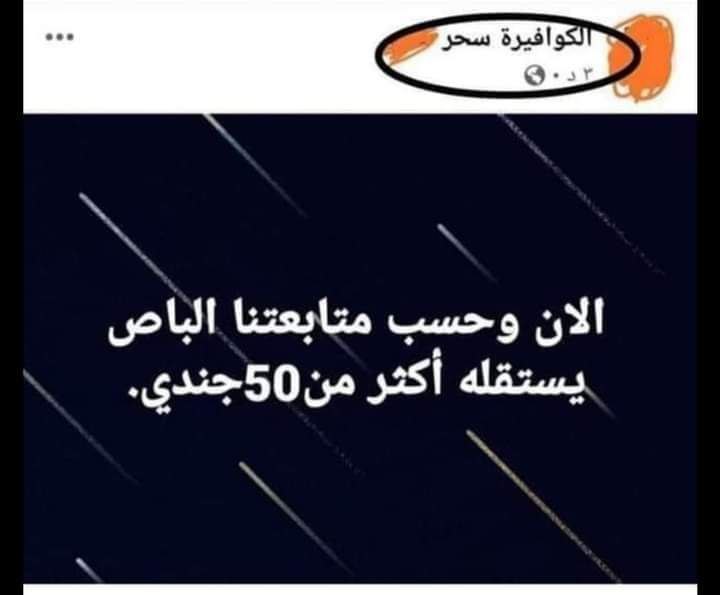 الكوافيرة سحر
٣ د ·
الان وحسب متابعتنا الباص
يستقله أكثر من50جندي.